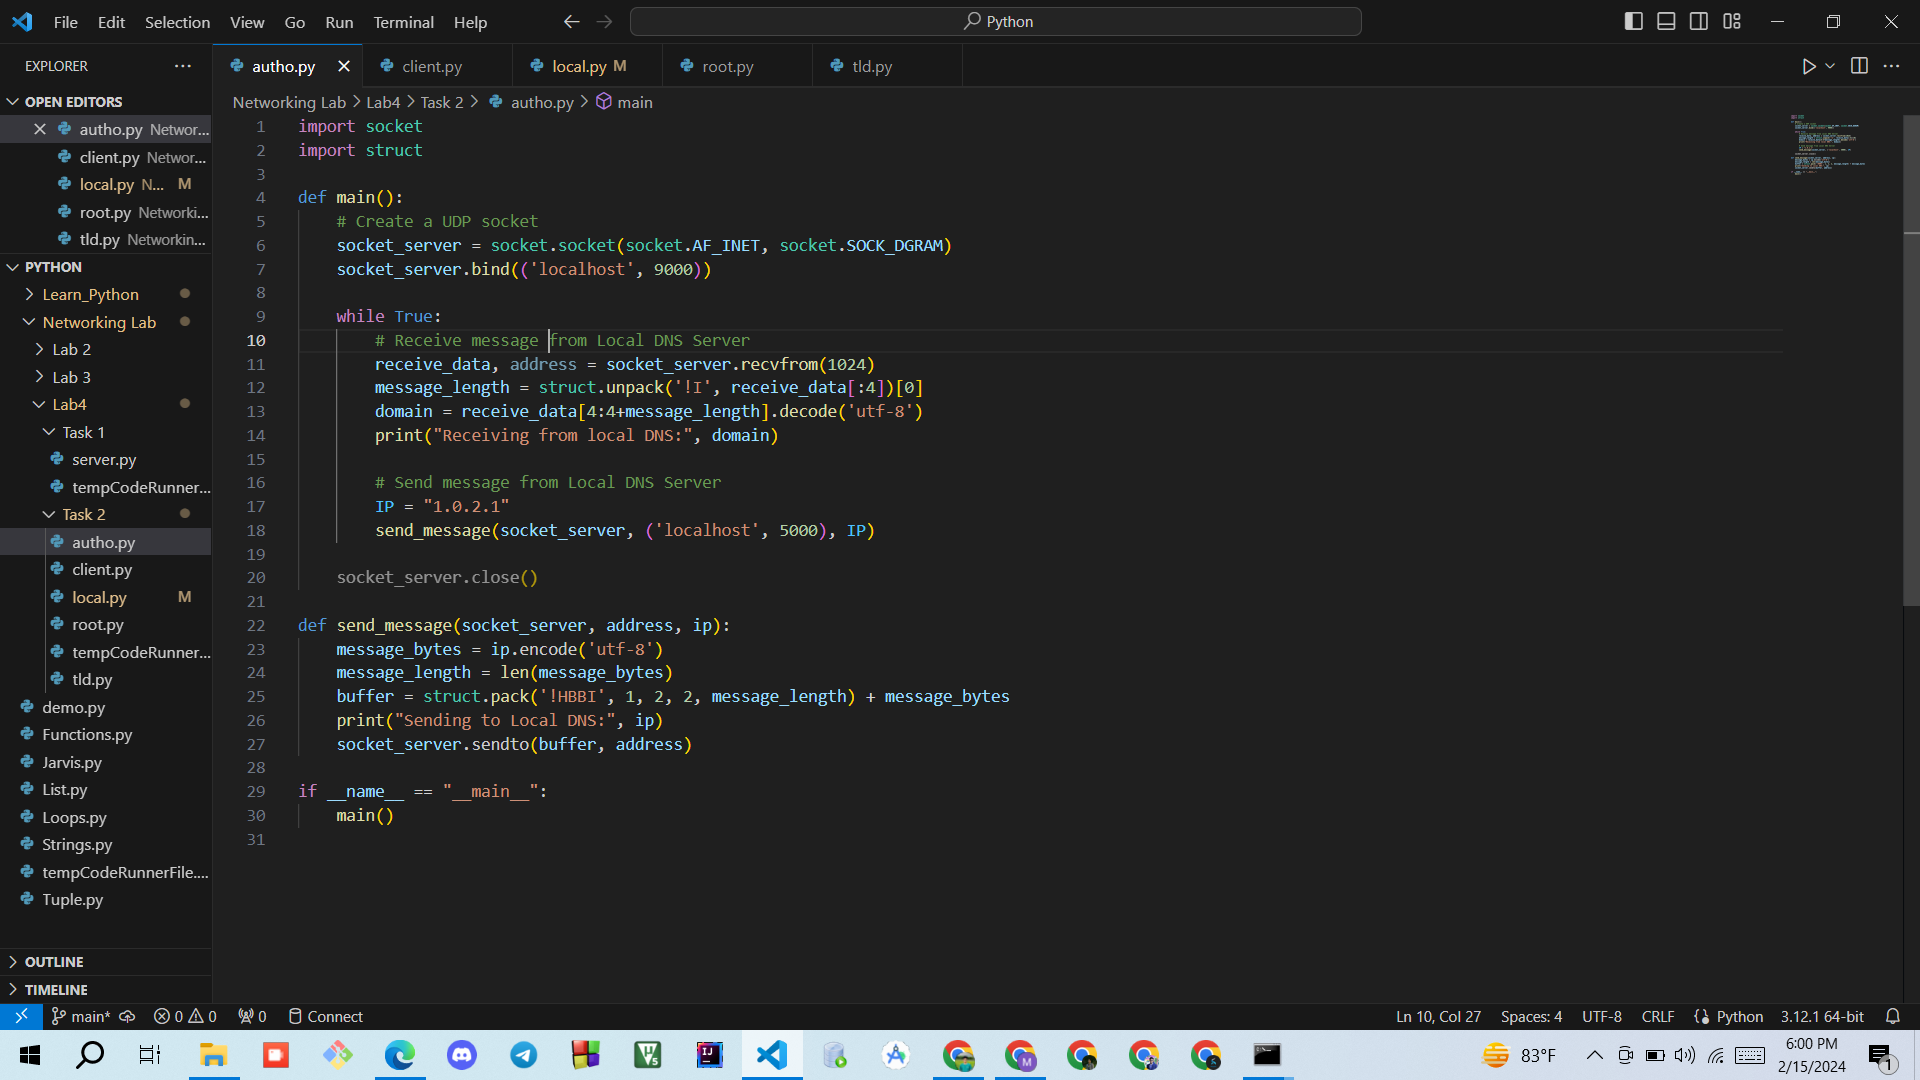 File Edit Selection View Go Run Terminal Help
Python
EXPLORER
autho.py
client.py
local.py M
root.py
tld.py
OPEN EDITORS
autho.py Networ...
client.py Networ...
local.py N... M
root.py Networki...
tld.py Networkin...
PYTHON
Learn_Python
Networking Lab
Lab 2
Lab 3
Lab4
Task 1
server.py
tempCodeRunner...
Task 2
autho.py
client.py
local.py M
root.py
tempCodeRunner...
tld.py
demo.py
Functions.py
Jarvis.py
List.py
Loops.py
Strings.py
tempCodeRunnerFile....
Tuple.py
OUTLINE
TIMELINE
Networking Lab > Lab4 > Task 2 > autho.py > main
1 import socket
2 import struct
3
4 def main():
5 # Create a UDP socket
6 socket_server = socket.socket(socket.AF_INET, socket.SOCK_DGRAM)
7 socket_server.bind(('localhost', 9000))
8
9 while True:
10 # Receive message from Local DNS Server
11 receive_data, address = socket_server.recvfrom(1024)
12 message_length = struct.unpack('!I', receive_data[:4])[0]
13 domain = receive_data[4:4+message_length].decode('utf-8')
14 print("Receiving from local DNS:", domain)
15
16 # Send message from Local DNS Server
17 IP = "1.0.2.1"
18 send_message(socket_server, ('localhost', 5000), IP)
19
20 socket_server.close()
21
22 def send_message(socket_server, address, ip):
23 message_bytes = ip.encode('utf-8')
24 message_length = len(message_bytes)
25 buffer = struct.pack('!HBBI', 1, 2, 2, message_length) + message_bytes
26 print("Sending to Local DNS:", ip)
27 socket_server.sendto(buffer, address)
28
29 if __name__ == "__main__":
30 main()
31
main* 0 0 0 Connect
Ln 10, Col 27 Spaces: 4 UTF-8 CRLF Python 3.12.1 64-bit
83°F
6:00 PM
2/15/2024
1